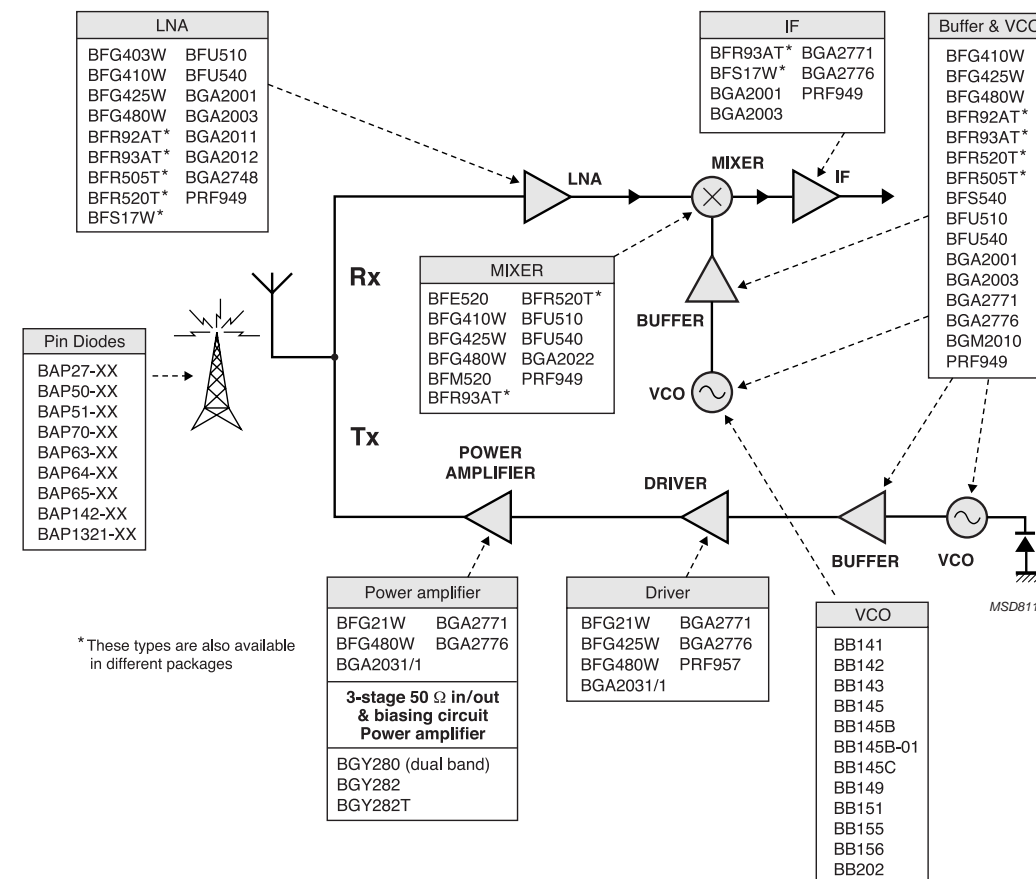 LNA
BFG403W BFU510
BFG410W BFU540
BFG425W BGA2001
BFG480W BGA2003
BFR92AT* BGA2011
BFR93AT* BGA2012
BFR505T* BGA2748
BFR520T* PRF949
BFS17W*
IF
BFR93AT* BGA2771
BFS17W* BGA2776
BGA2001 PRF949
BGA2003
Buffer & VCO
BFG410W
BFG425W
BFG480W
BFR92AT*
BFR93AT*
BFR520T*
BFR505T*
BFS540
BFU510
BFU540
BGA2001
BGA2003
BGA2771
BGA2776
BGM2010
PRF949
LNA
MIXER
IF
Rx
MIXER
BFE520 BFR520T*
BFG410W BFU510
BFG425W BFU540
BFG480W BGA2022
BFM520 PRF949
BFR93AT*
BUFFER
VCO
Pin Diodes
BAP27-XX
BAP50-XX
BAP51-XX
BAP70-XX
BAP63-XX
BAP64-XX
BAP65-XX
BAP142-XX
BAP1321-XX
Tx
POWER
AMPLIFIER
DRIVER
BUFFER
VCO
MSD811
* These types are also available
in different packages
Power amplifier
BFG21W BGA2771
BFG480W BGA2776
BGA2031/1
3-stage 50 Ω in/out
& biasing circuit
Power amplifier
BGY280 (dual band)
BGY282
BGY282T
Driver
BFG21W BGA2771
BFG425W BGA2776
BFG480W PRF957
BGA2031/1
VCO
BB141
BB142
BB143
BB145
BB145B
BB145B-01
BB145C
BB149
BB151
BB155
BB156
BB202